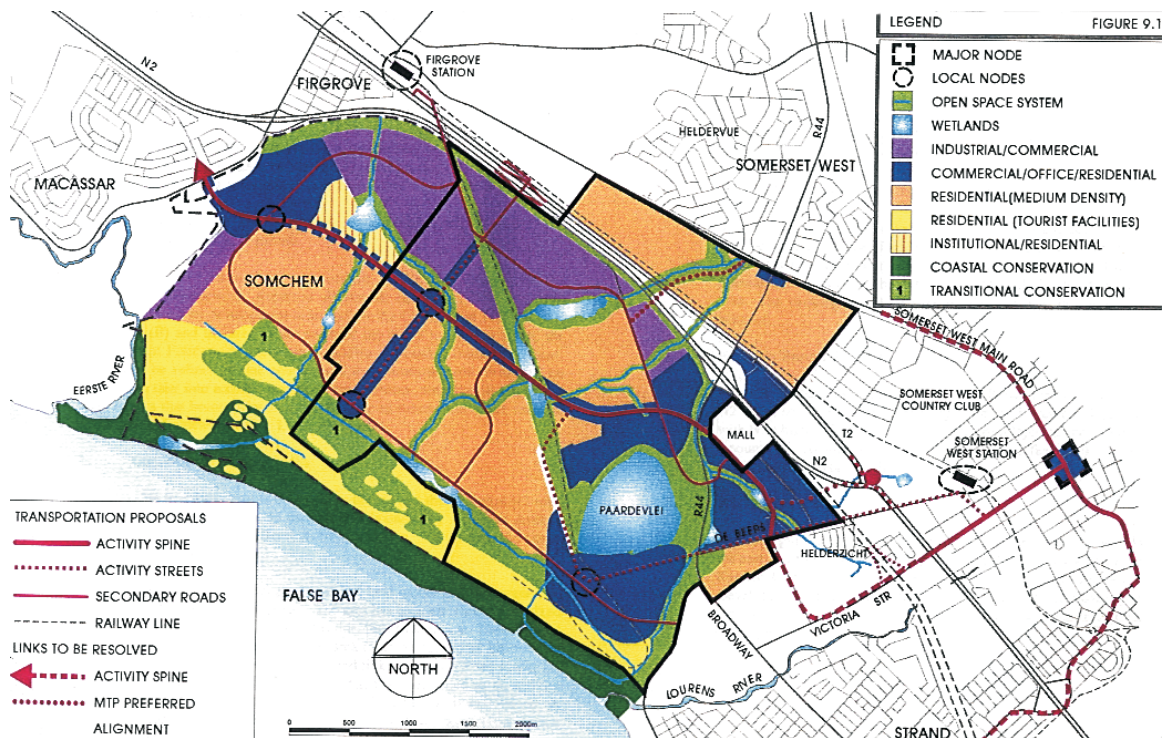 LEGEND FIGURE 9.1
MAJOR NODE
LOCAL NODES
OPEN SPACE SYSTEM
WETLANDS
INDUSTRIAL/COMMERCIAL
COMMERCIAL/OFFICE/RESIDENTIAL
RESIDENTIAL(MEDIUM DENSITY)
RESIDENTIAL (TOURIST FACILITIES)
INSTITUTIONAL/RESIDENTIAL
COASTAL CONSERVATION
1 TRANSITIONAL CONSERVATION
N2
FIRGROVE
STATION
FIRGROVE
HELDERVUE
R44
SOMERSET WEST
MACASSAR
SOMCHEM
1
EERSTE RIVER
1
1
SOMERSET WEST MAIN ROAD
SOMERSET WEST
COUNTRY CLUB
MALL
T2
N2
SOMERSET
WEST STATION
PAARDEVLEI
R44
DE BEERS
HELDERZICHT
VICTORIA STR
BROADWAY
LOURENS RIVER
STRAND
FALSE BAY
NORTH
0 500 1000 1500 2000m
TRANSPORTATION PROPOSALS
ACTIVITY SPINE
ACTIVITY STREETS
SECONDARY ROADS
RAILWAY LINE
LINKS TO BE RESOLVED
ACTIVITY SPINE
MTP PREFERRED
ALIGNMENT